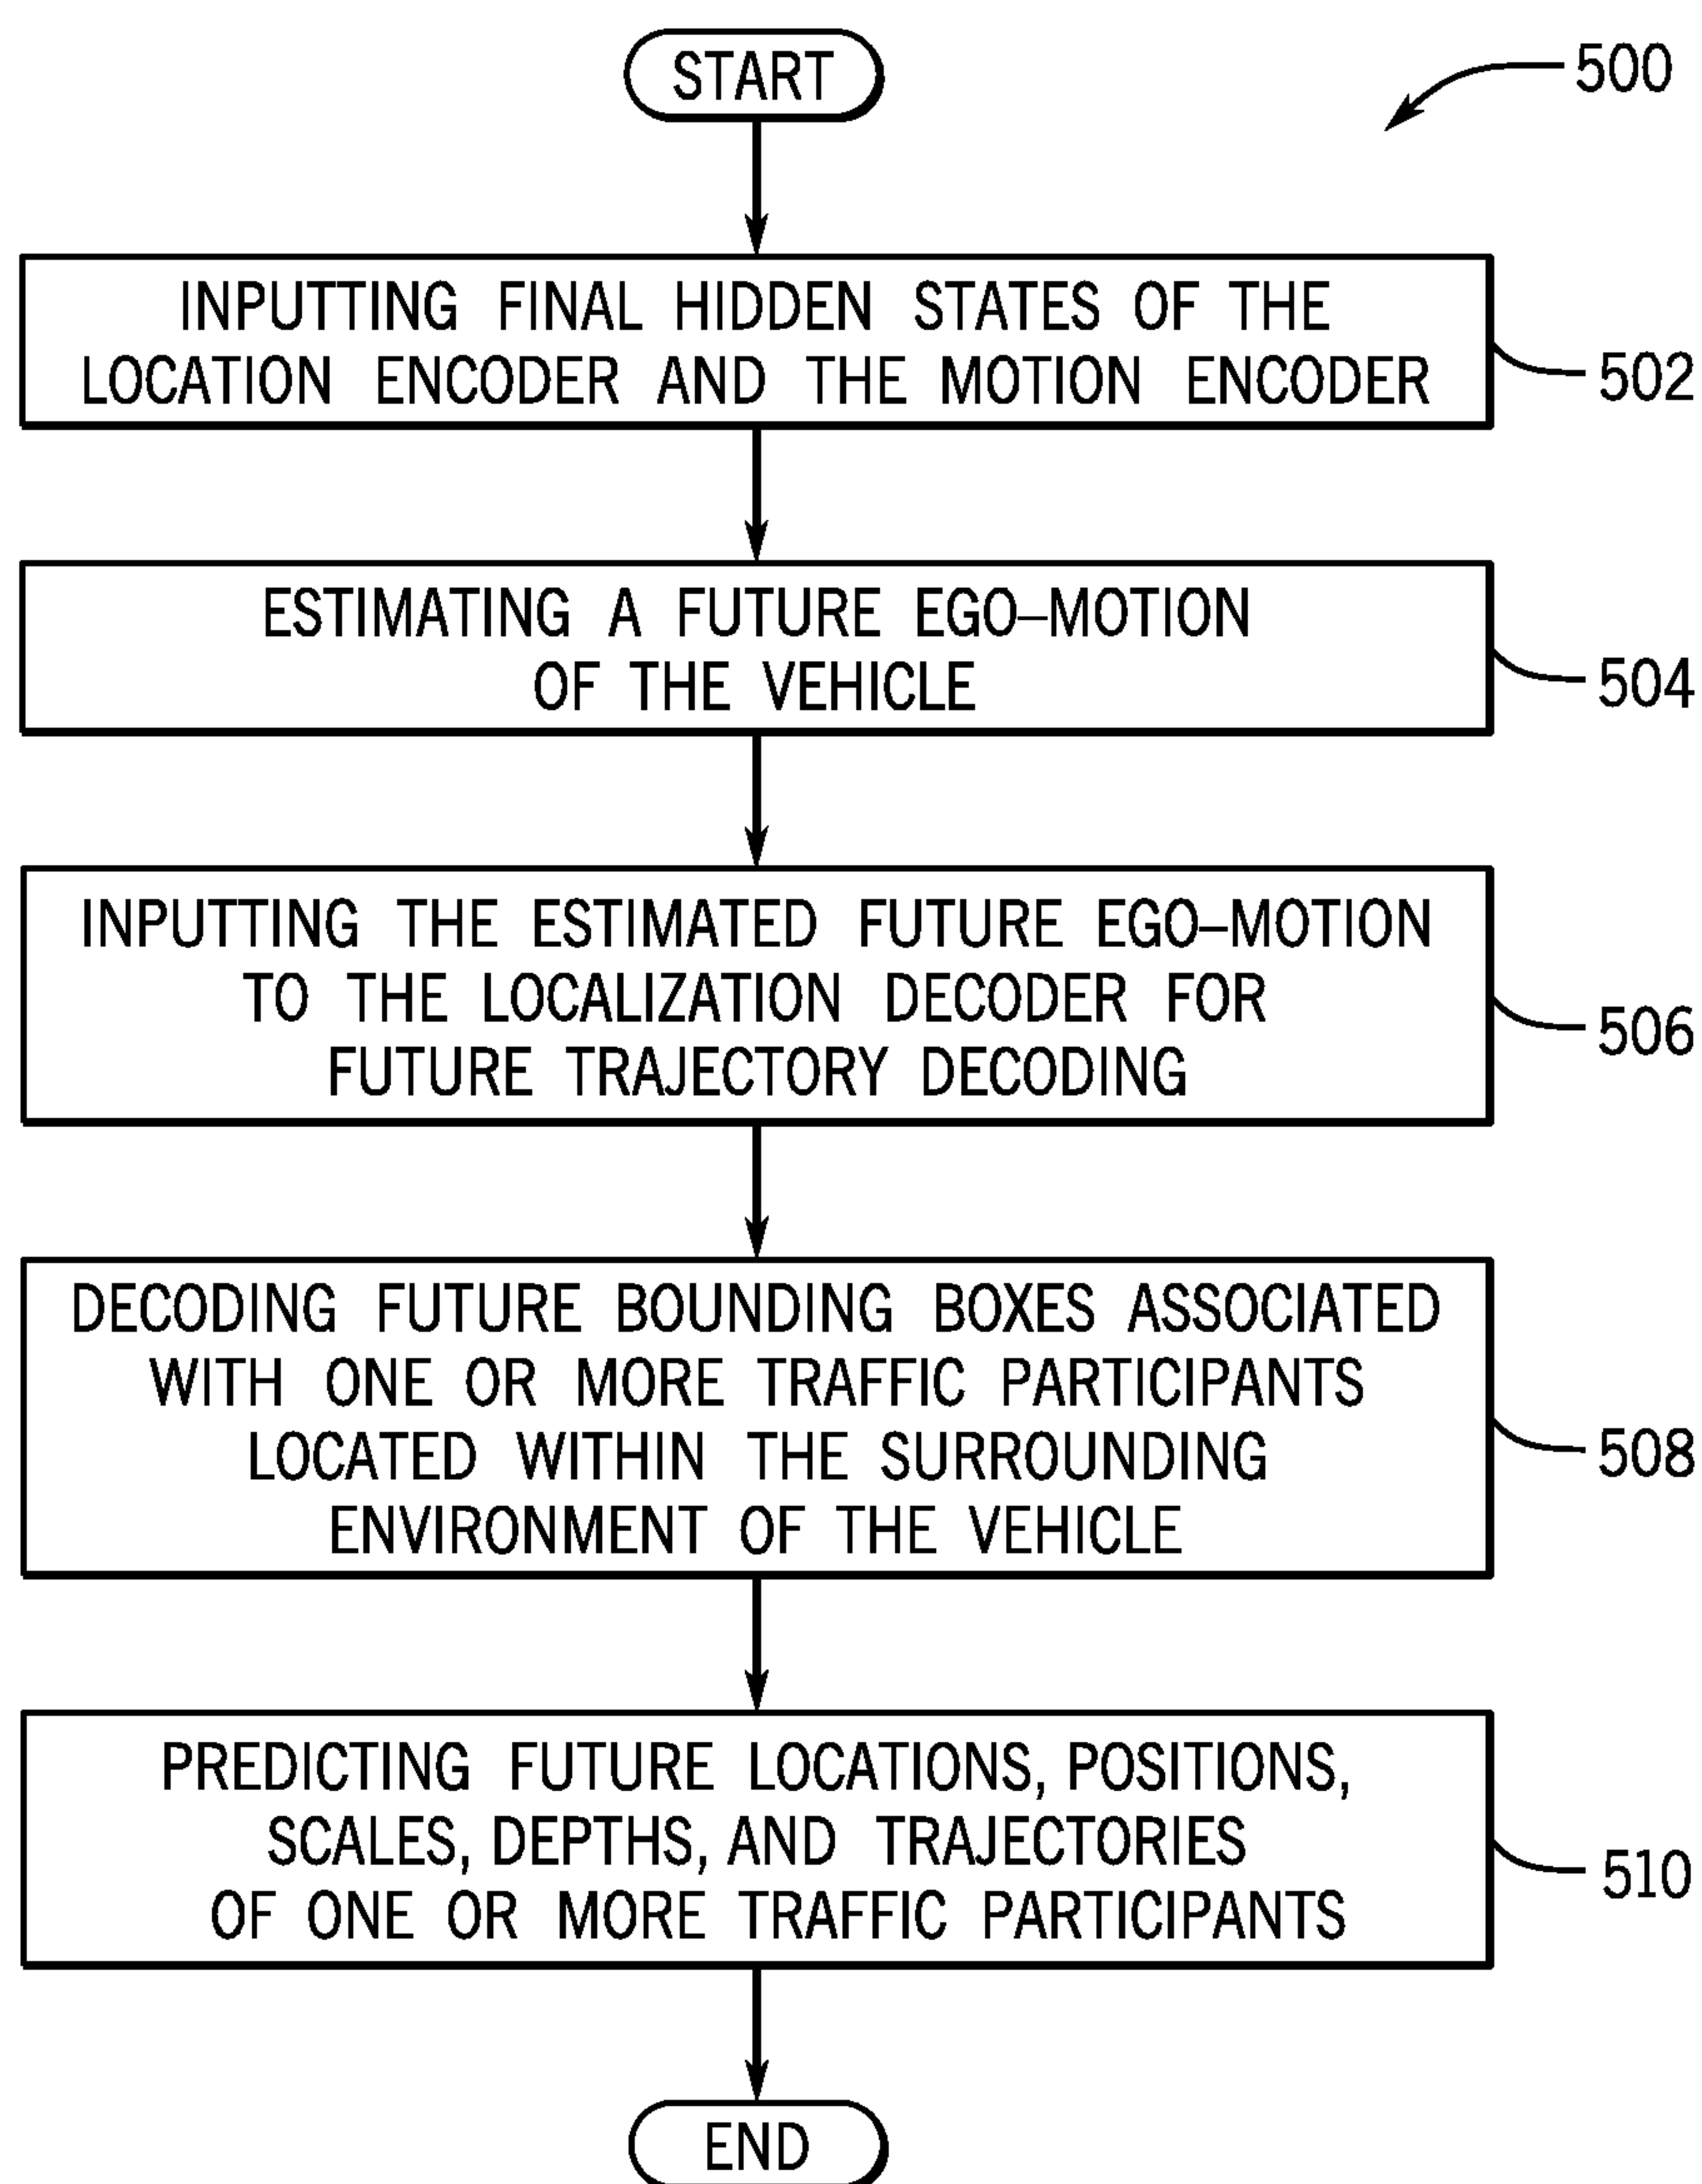 START
500
INPUTTING FINAL HIDDEN STATES OF THE
LOCATION ENCODER AND THE MOTION ENCODER
502
ESTIMATING A FUTURE EGO–MOTION
OF THE VEHICLE
504
INPUTTING THE ESTIMATED FUTURE EGO–MOTION
TO THE LOCALIZATION DECODER FOR
FUTURE TRAJECTORY DECODING
506
DECODING FUTURE BOUNDING BOXES ASSOCIATED
WITH ONE OR MORE TRAFFIC PARTICIPANTS
LOCATED WITHIN THE SURROUNDING
ENVIRONMENT OF THE VEHICLE
508
PREDICTING FUTURE LOCATIONS, POSITIONS,
SCALES, DEPTHS, AND TRAJECTORIES
OF ONE OR MORE TRAFFIC PARTICIPANTS
510
END